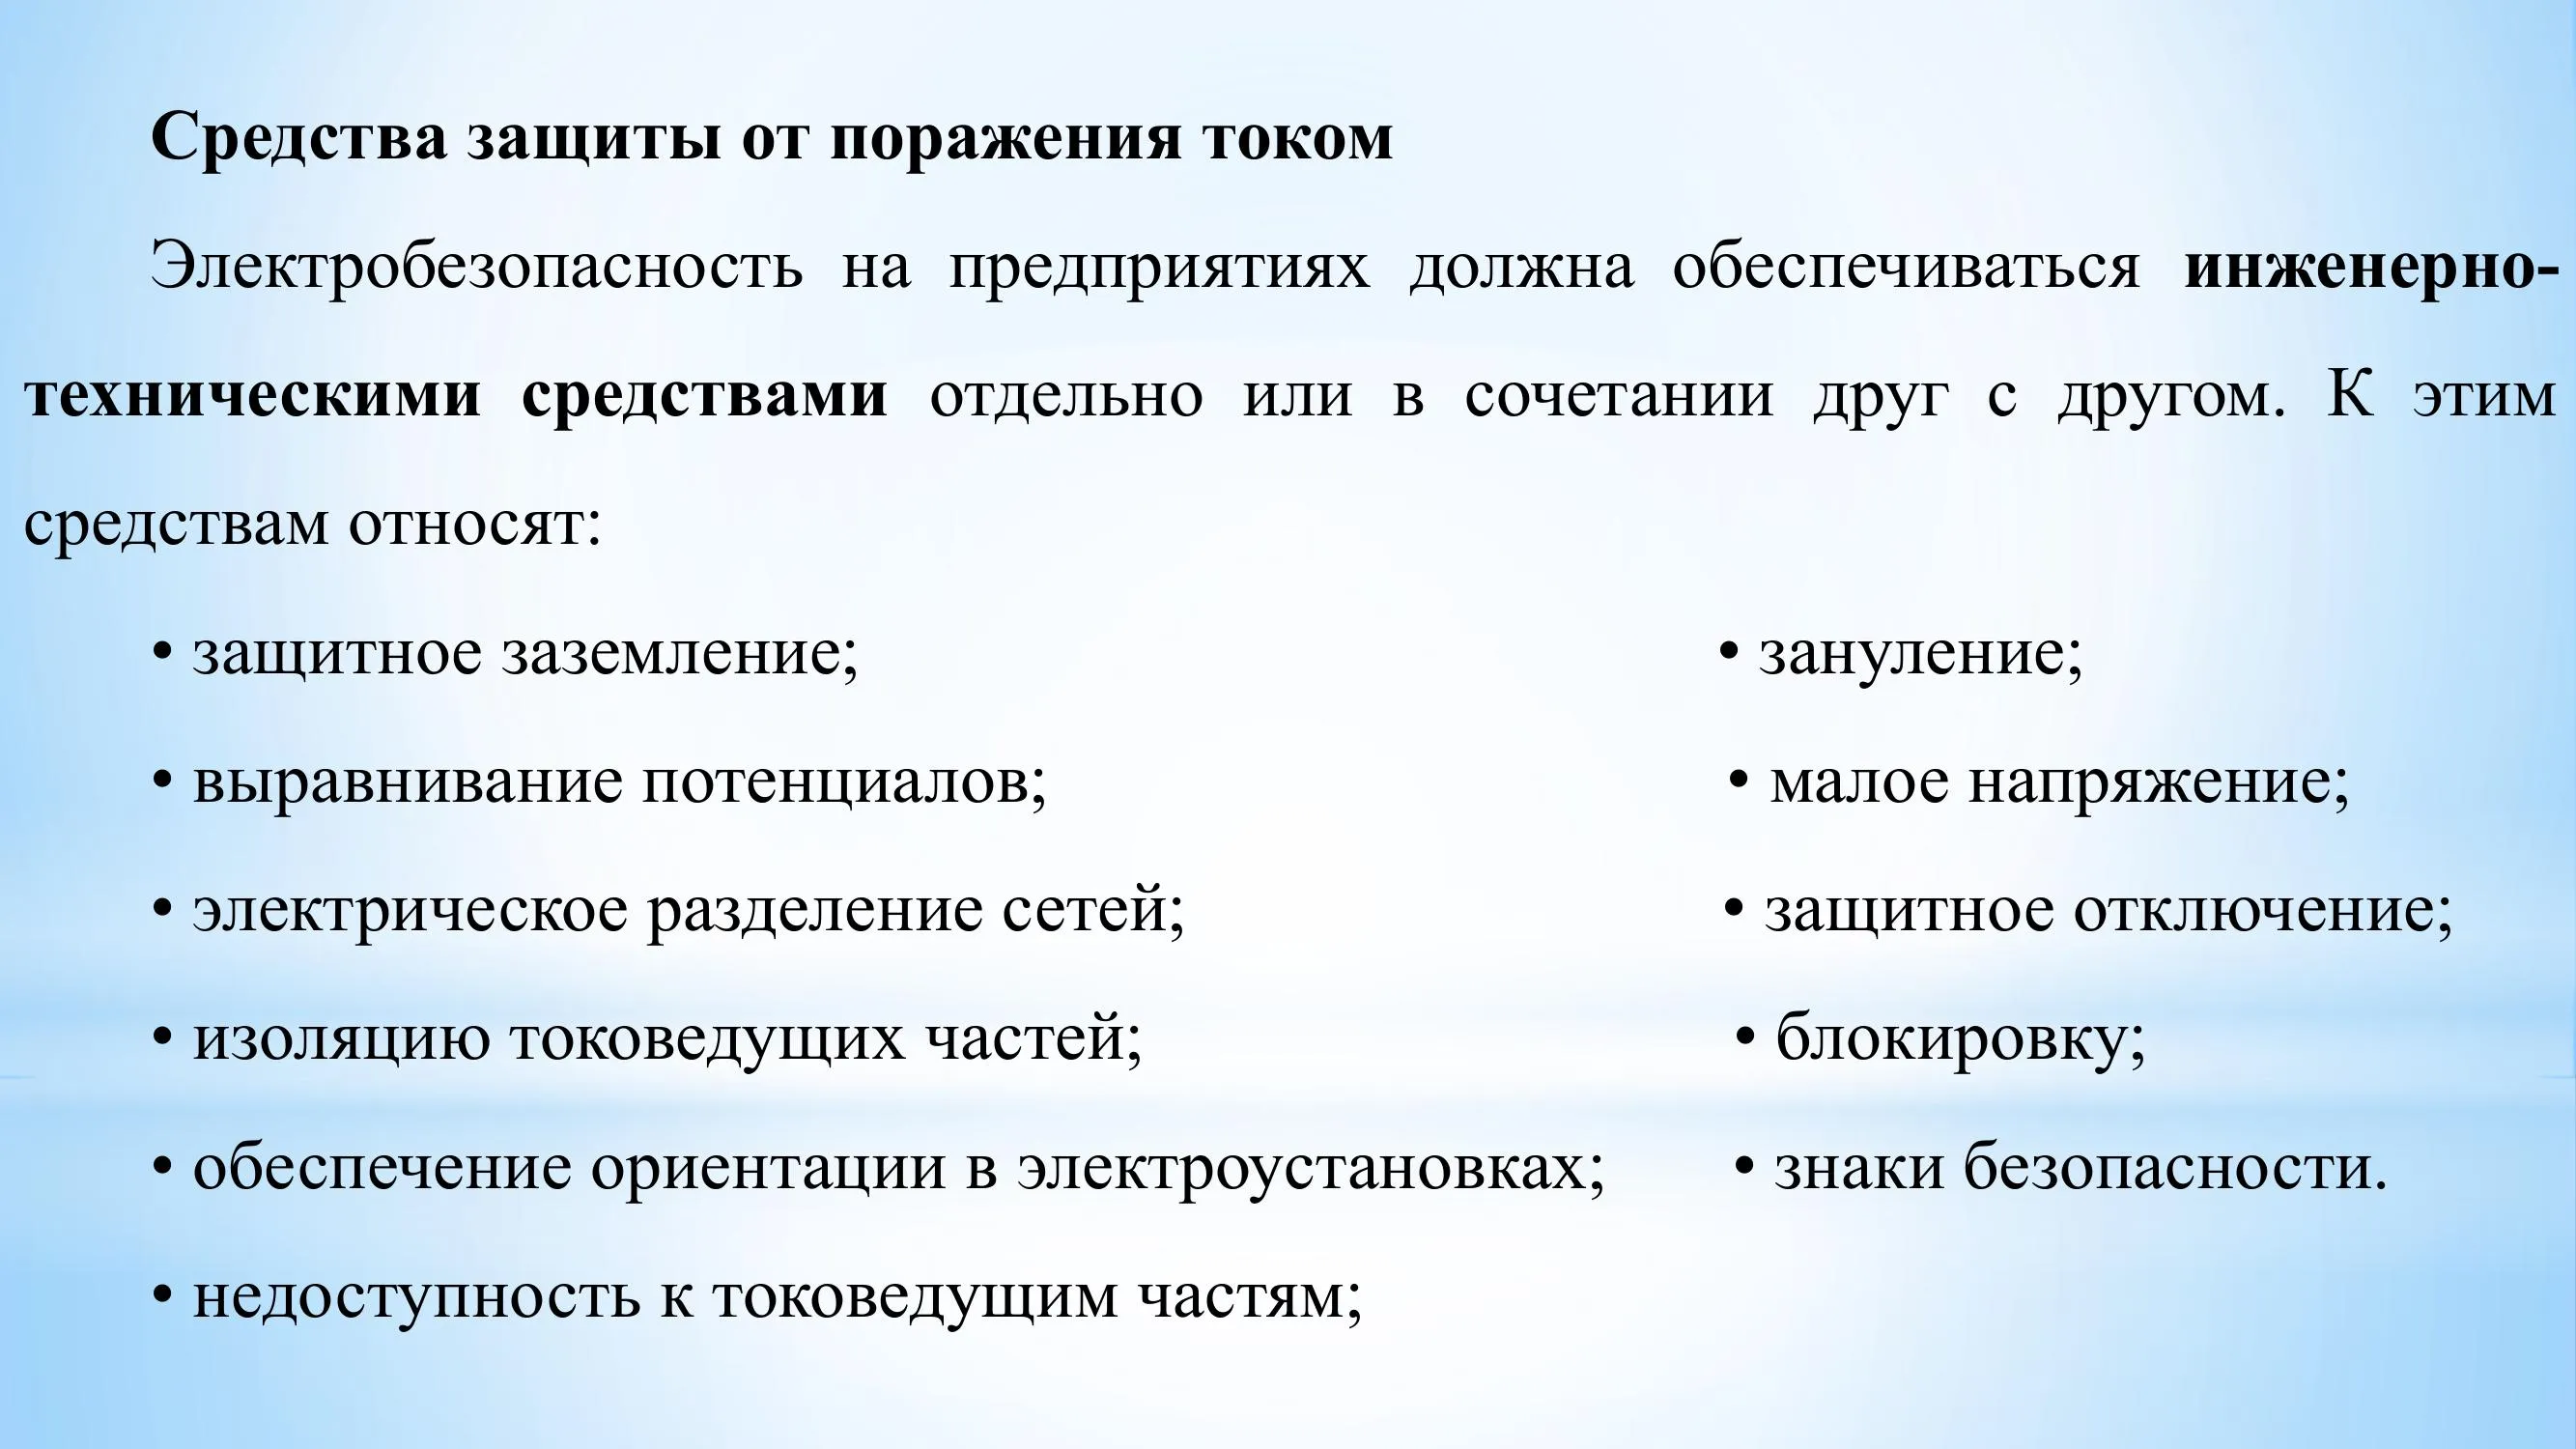 Средства защиты от поражения током
Электробезопасность на предприятиях должна обеспечиваться инженерно-
техническими средствами отдельно или в сочетании друг с другом. К этим
средствам относят:
• защитное заземление; • зануление;
• выравнивание потенциалов; • малое напряжение;
• электрическое разделение сетей; • защитное отключение;
• изоляцию токоведущих частей; • блокировку;
• обеспечение ориентации в электроустановках; • знаки безопасности.
• недоступность к токоведущим частям;